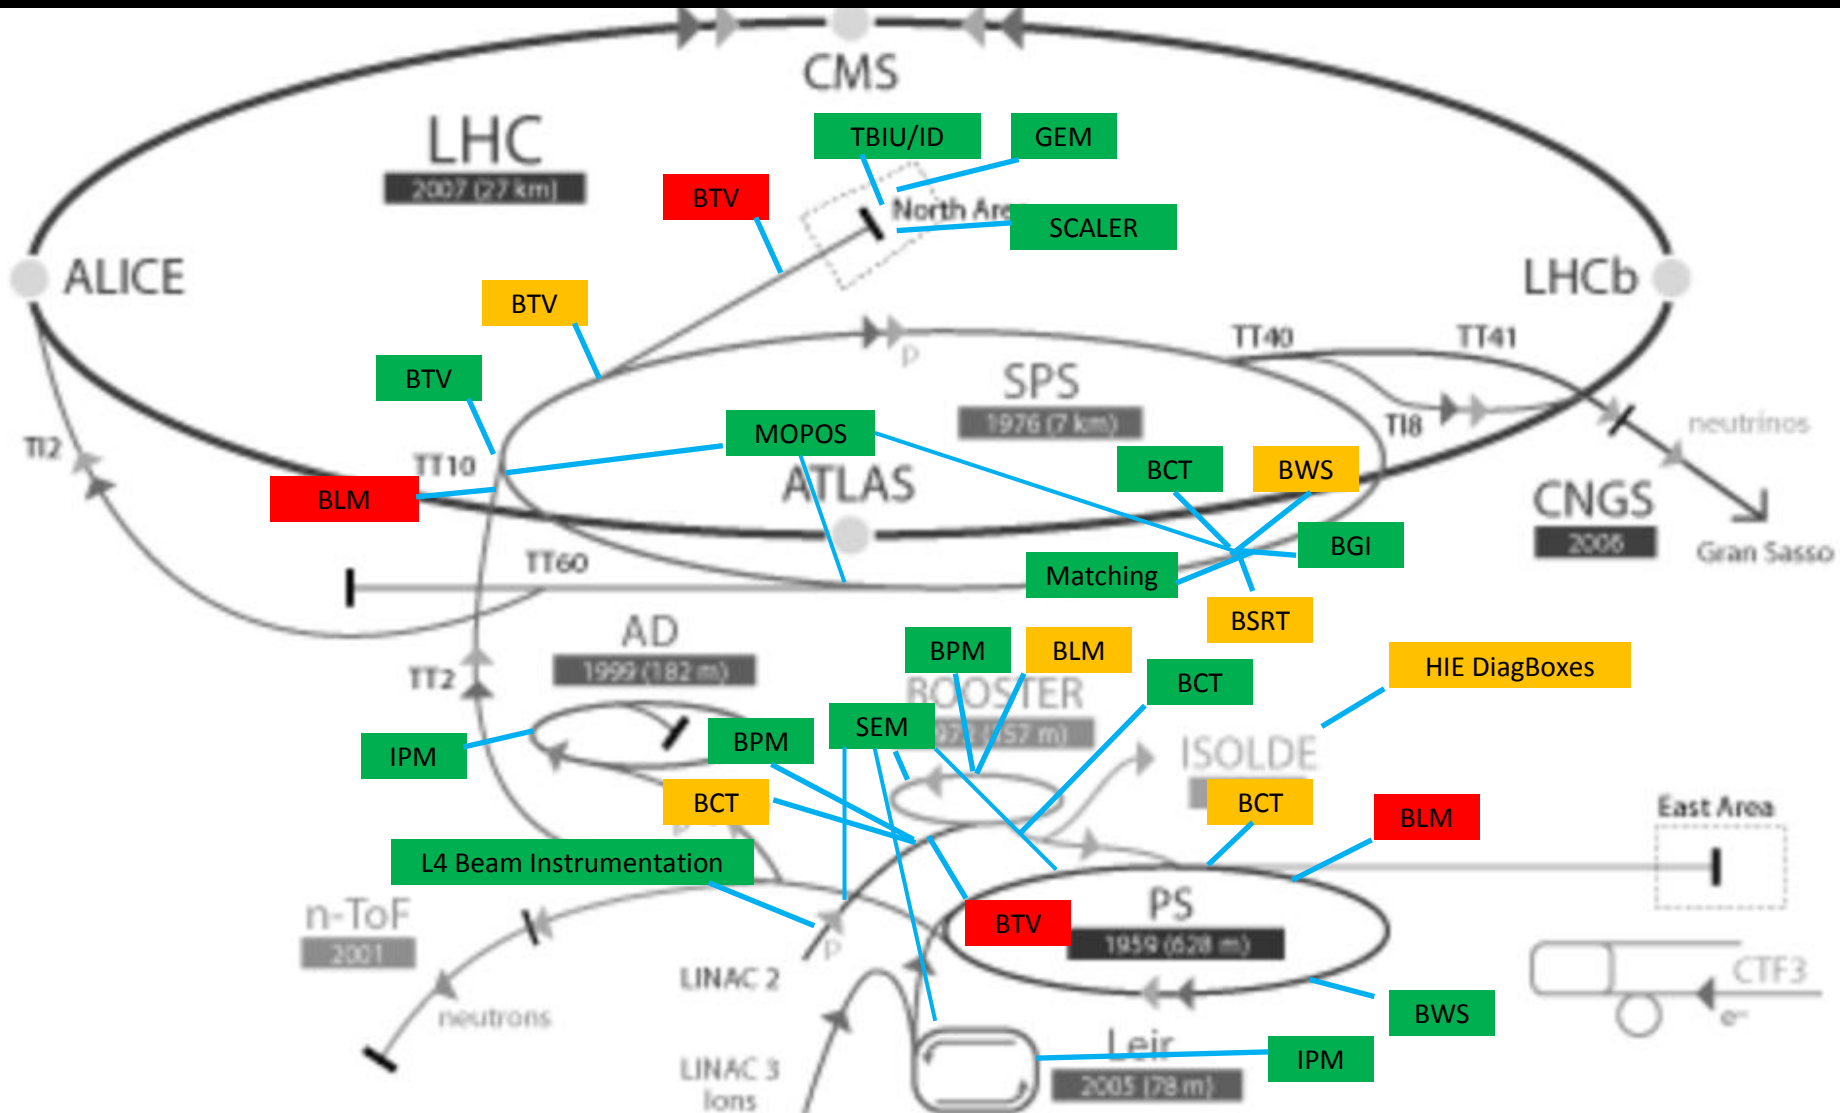 CMS
LHC
2007 (27 km)
TBIU/ID
GEM
BTV
North Area
SCALER
ALICE
LHCb
BTV
TT40
TT41
p
SPS
1976 (7 km)
BTV
MOPOS
TI8
neutrinos
TI2
TT10
BLM
ATLAS
BCT
BWS
CNGS
2006
Gran Sasso
BGI
TT60
Matching
BSRT
AD
1999 (182 m)
BPM
BLM
HIE DiagBoxes
TT2
BCT
BOOSTER
SEM
BPM
IPM
ISOLDE
BCT
BCT
BLM
East Area
L4 Beam Instrumentation
n-ToF
2001
PS
1959 (628 m)
BTV
p
LINAC 2
CTF3
e-
neutrons
BWS
Leir
2005 (78 m)
IPM
LINAC 3
Ions